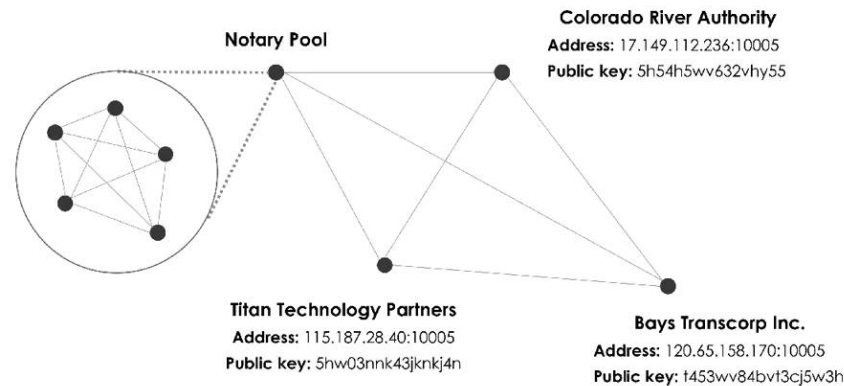 Notary Pool
Colorado River Authority
Address: 17.149.112.236:10005
Public key: 5h54h5wv632vhy55
Titan Technology Partners
Address: 115.187.28.40:10005
Public key: 5hw03nnk43jknkj4n
Bays Transcorp Inc.
Address: 120.65.158.170:10005
Public key: t453wv84bvt3cj5w3h